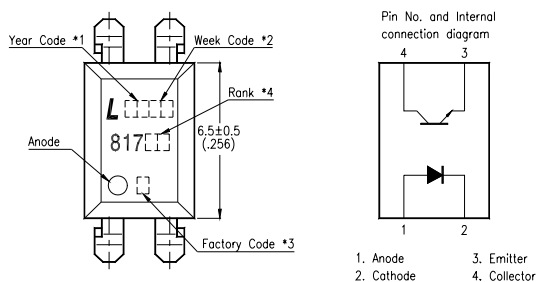 Year Code *1
Week Code *2
L
Rank *4
817
6.5±0.5
(.256)
Anode
Factory Code *3
Pin No. and Internal
connection diagram
4 3
1 2
1. Anode 3. Emitter
2. Cathode 4. Collector